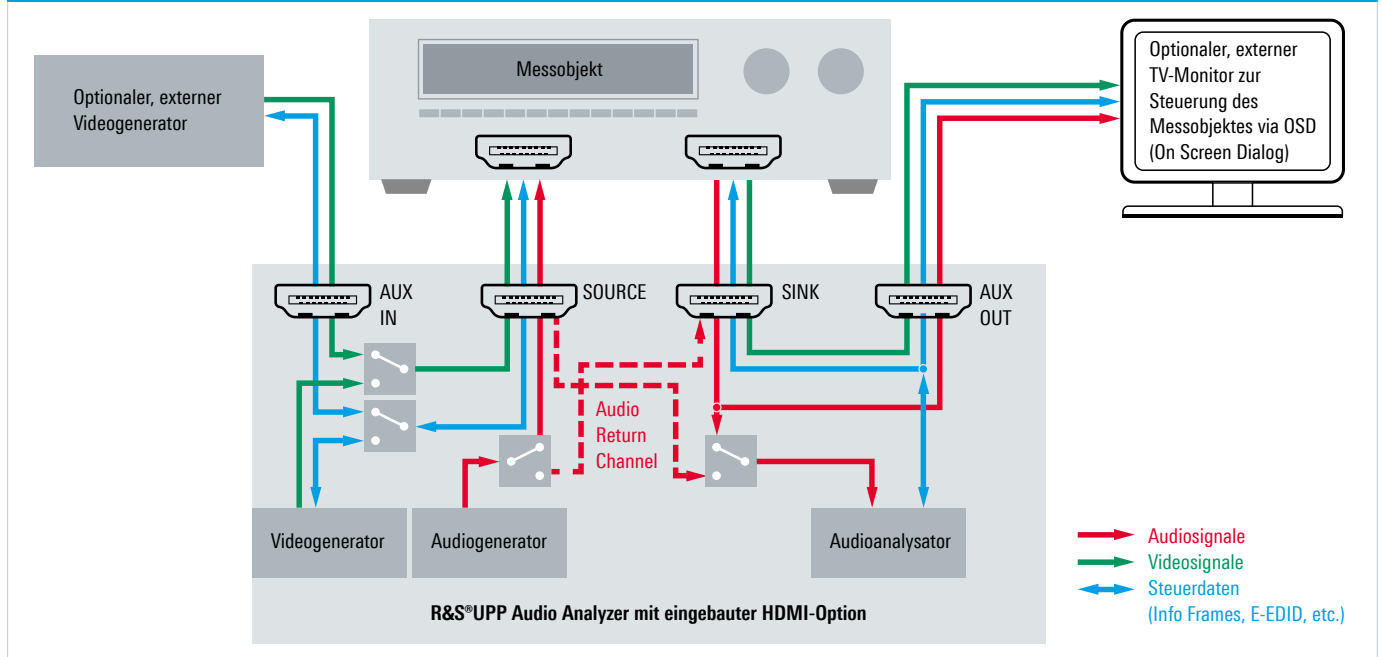 Optionaler, externer
Videogenerator
Messobjekt
Optionaler, externer
TV-Monitor zur
Steuerung des
Messobjektes via OSD
(On Screen Dialog)
AUX
IN
SOURCE
SINK
AUX
OUT
Audio
Return
Channel
Videogenerator
Audiogenerator
Audioanalysator
R&S®UPP Audio Analyzer mit eingebauter HDMI-Option
Audiosignale
Videosignale
Steuerdaten
(Info Frames, E-EDID, etc.)